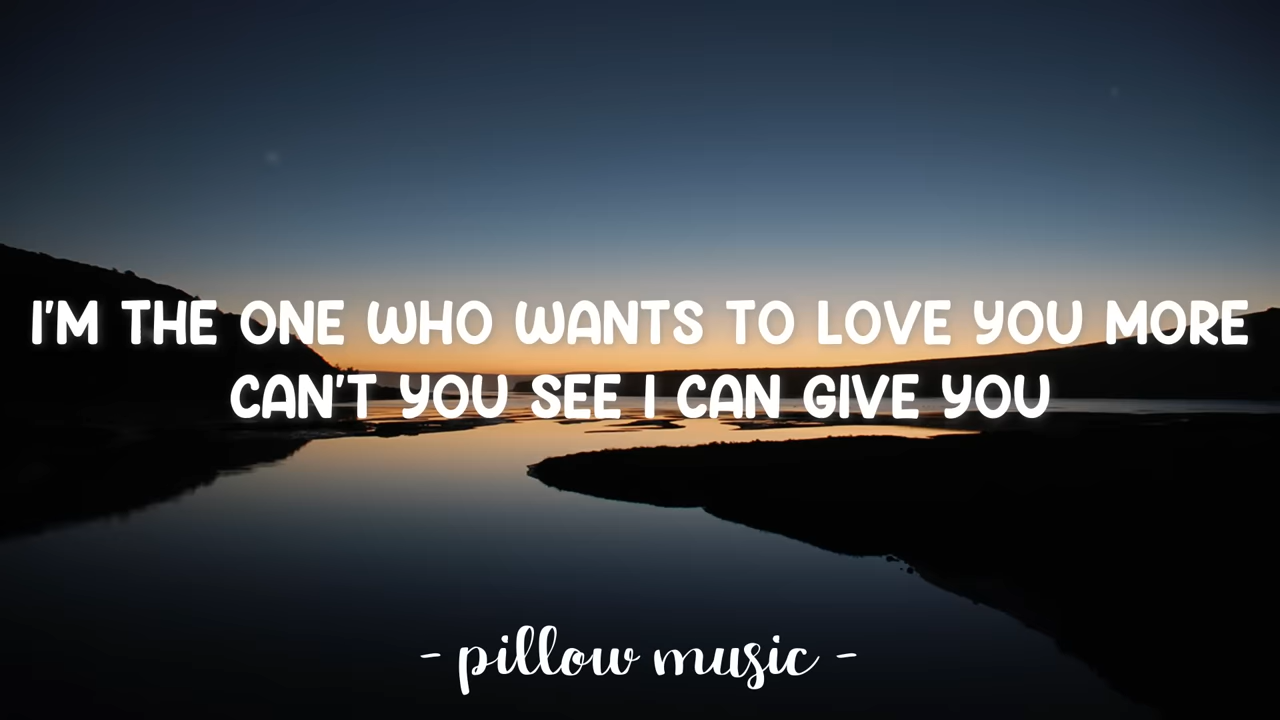 I'M THE ONE WHO WANTS TO LOVE YOU MORE
CAN'T YOU SEE I CAN GIVE YOU
- pillow music -